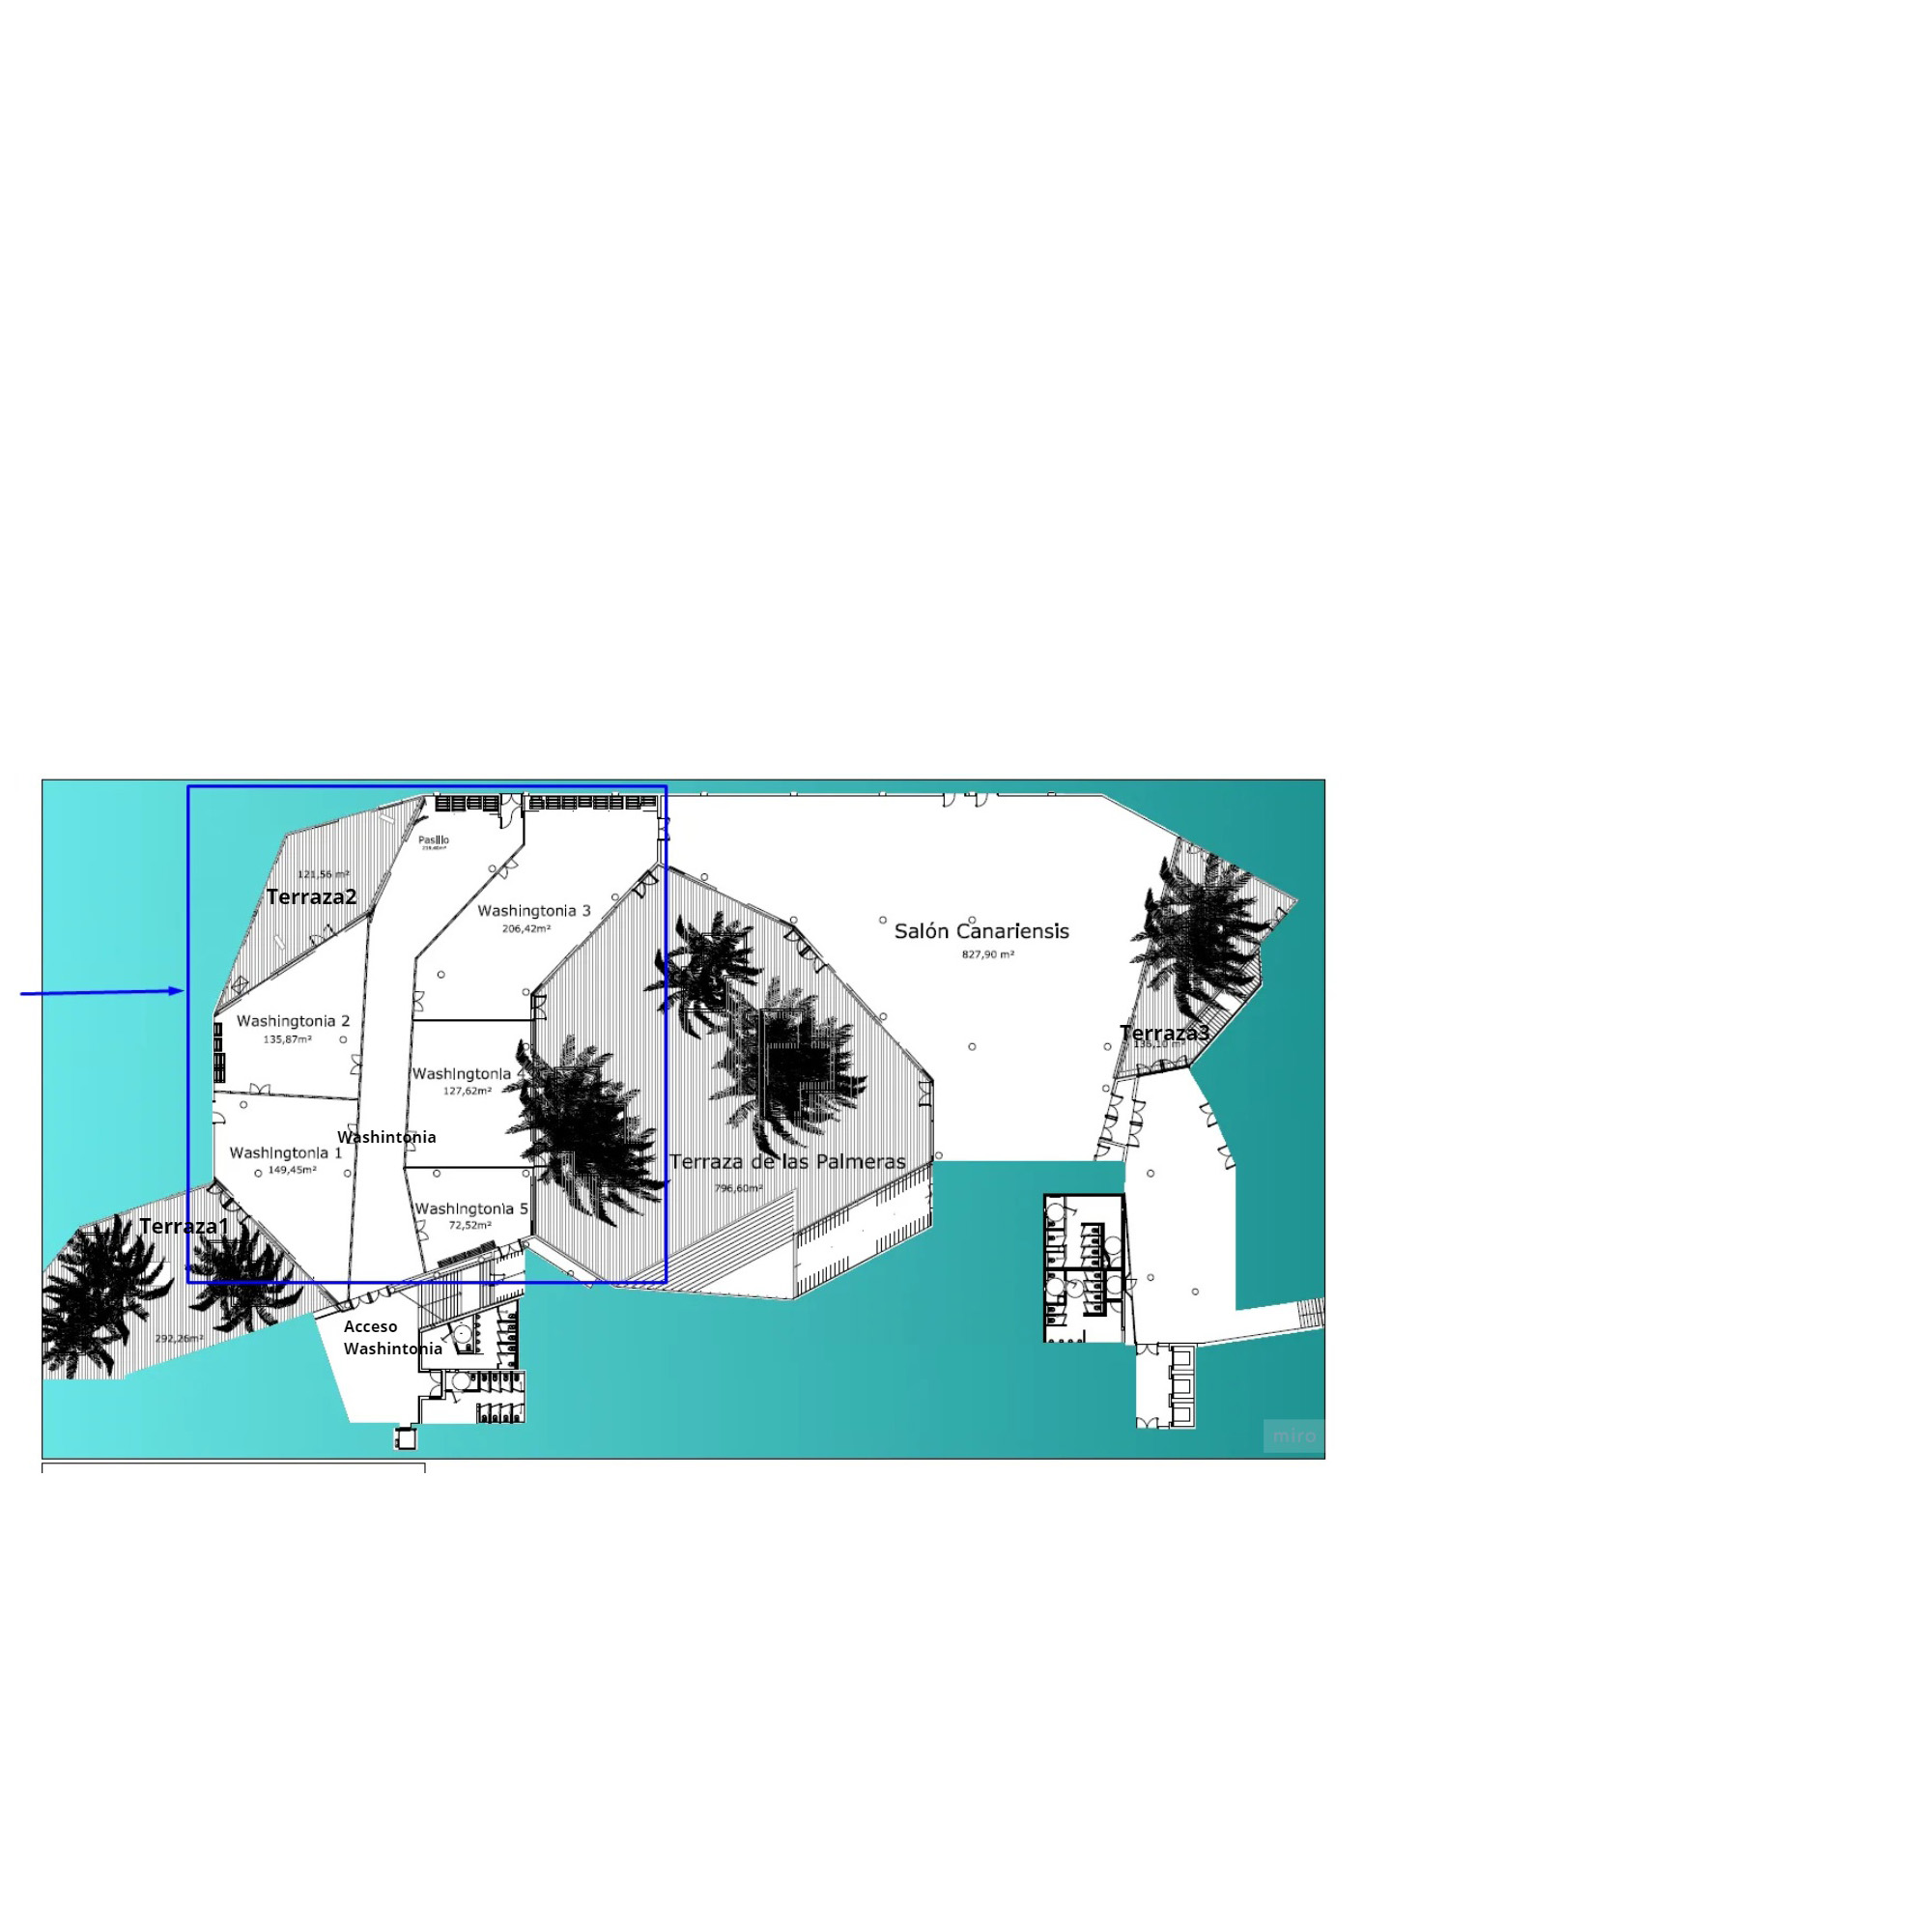 Pasillo
121,56 m²
Terraza2
Washingtonia 3
206,42m²
Salón Canariensis
827,90 m²
Washingtonia 2
135,87m²
Terraza3
136,10 m²
Washingtonia 4
127,62m²
Washintonia
Washingtonia 1
149,45m²
Terraza de las Palmeras
796,60m²
Washingtonia 5
72,52m²
Terraza1
292,26m²
Acceso
Washintonia
miro